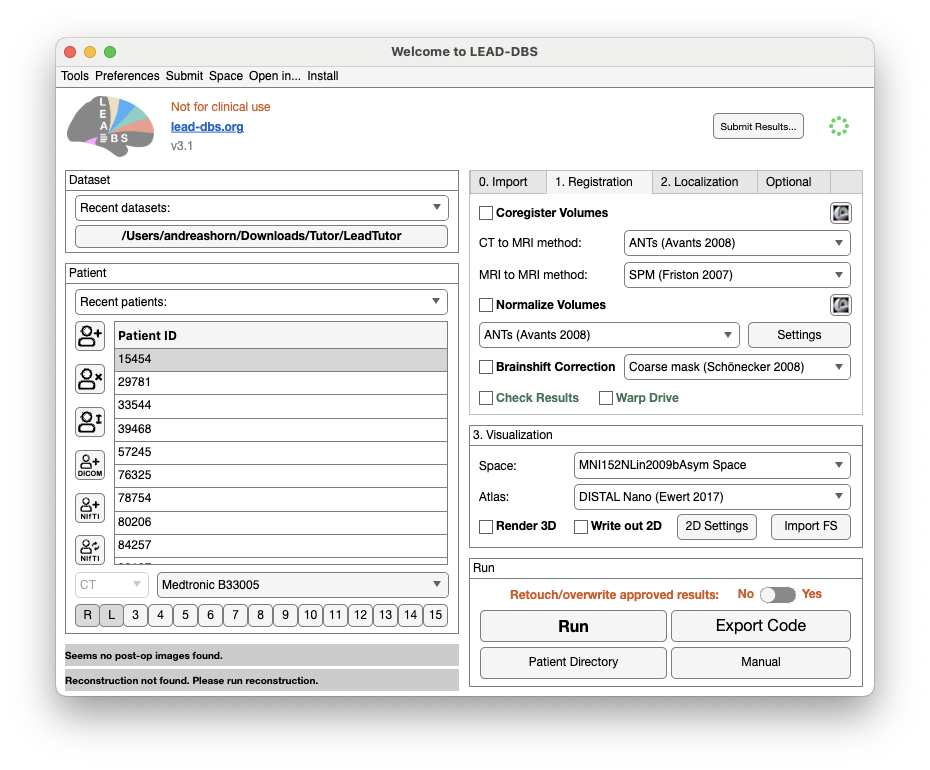 Welcome to LEAD-DBS
Tools Preferences Submit Space Open in... Install
LEAD
DBS
Not for clinical use
lead-dbs.org
v3.1
Submit Results...
Dataset
Recent datasets:
/Users/andreashorn/Downloads/Tutor/LeadTutor
Patient
Recent patients:
Patient ID
15454
29781
33544
39468
57245
76325
78754
80206
84257
DICOM
NIfTI
NIfTI
CT
Medtronic B33005
R L 3 4 5 6 7 8 9 10 11 12 13 14 15
Seems no post-op images found.
Reconstruction not found. Please run reconstruction.
0. Import 1. Registration 2. Localization Optional
Coregister Volumes
CT to MRI method: ANTs (Avants 2008)
MRI to MRI method: SPM (Friston 2007)
Normalize Volumes
ANTs (Avants 2008) Settings
Brainshift Correction Coarse mask (Schönecker 2008)
Check Results Warp Drive
3. Visualization
Space: MNI152NLin2009bAsym Space
Atlas: DISTAL Nano (Ewert 2017)
Render 3D Write out 2D 2D Settings Import FS
Run
Retouch/overwrite approved results: No Yes
Run Export Code
Patient Directory Manual